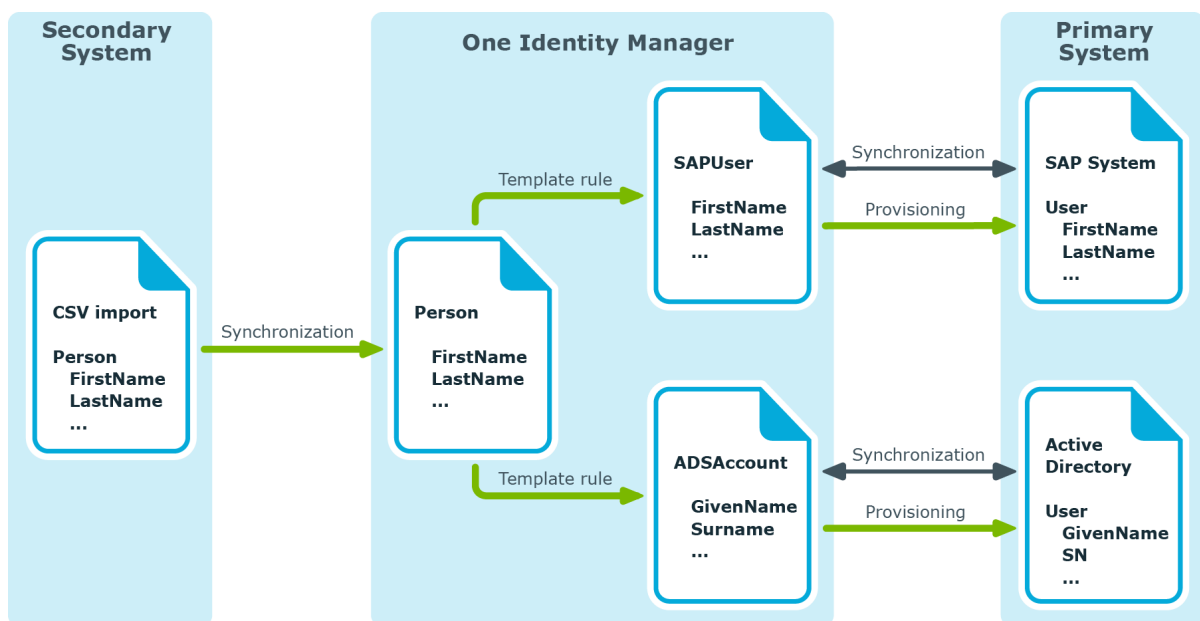 Secondary
System
One Identity Manager
Primary
System
CSV import
Person
FirstName
LastName
...
Synchronization
Person
FirstName
LastName
...
Template rule
Template rule
SAPUser
FirstName
LastName
...
Synchronization
Provisioning
SAP System
User
FirstName
LastName
...
ADSAccount
GivenName
Surname
...
Synchronization
Provisioning
Active
Directory
User
GivenName
SN
...